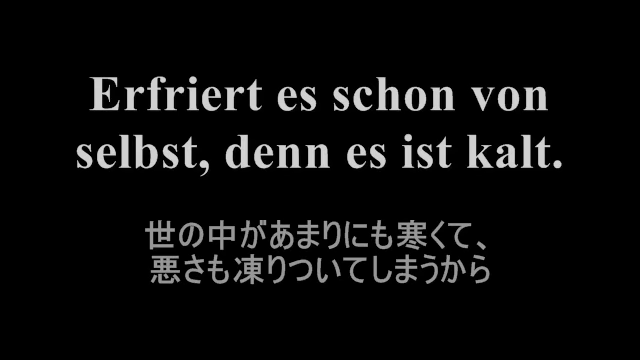 Erfriert es schon von
selbst, denn es ist kalt.
世の中があまりにも寒くて、
悪さも凍りついてしまうから